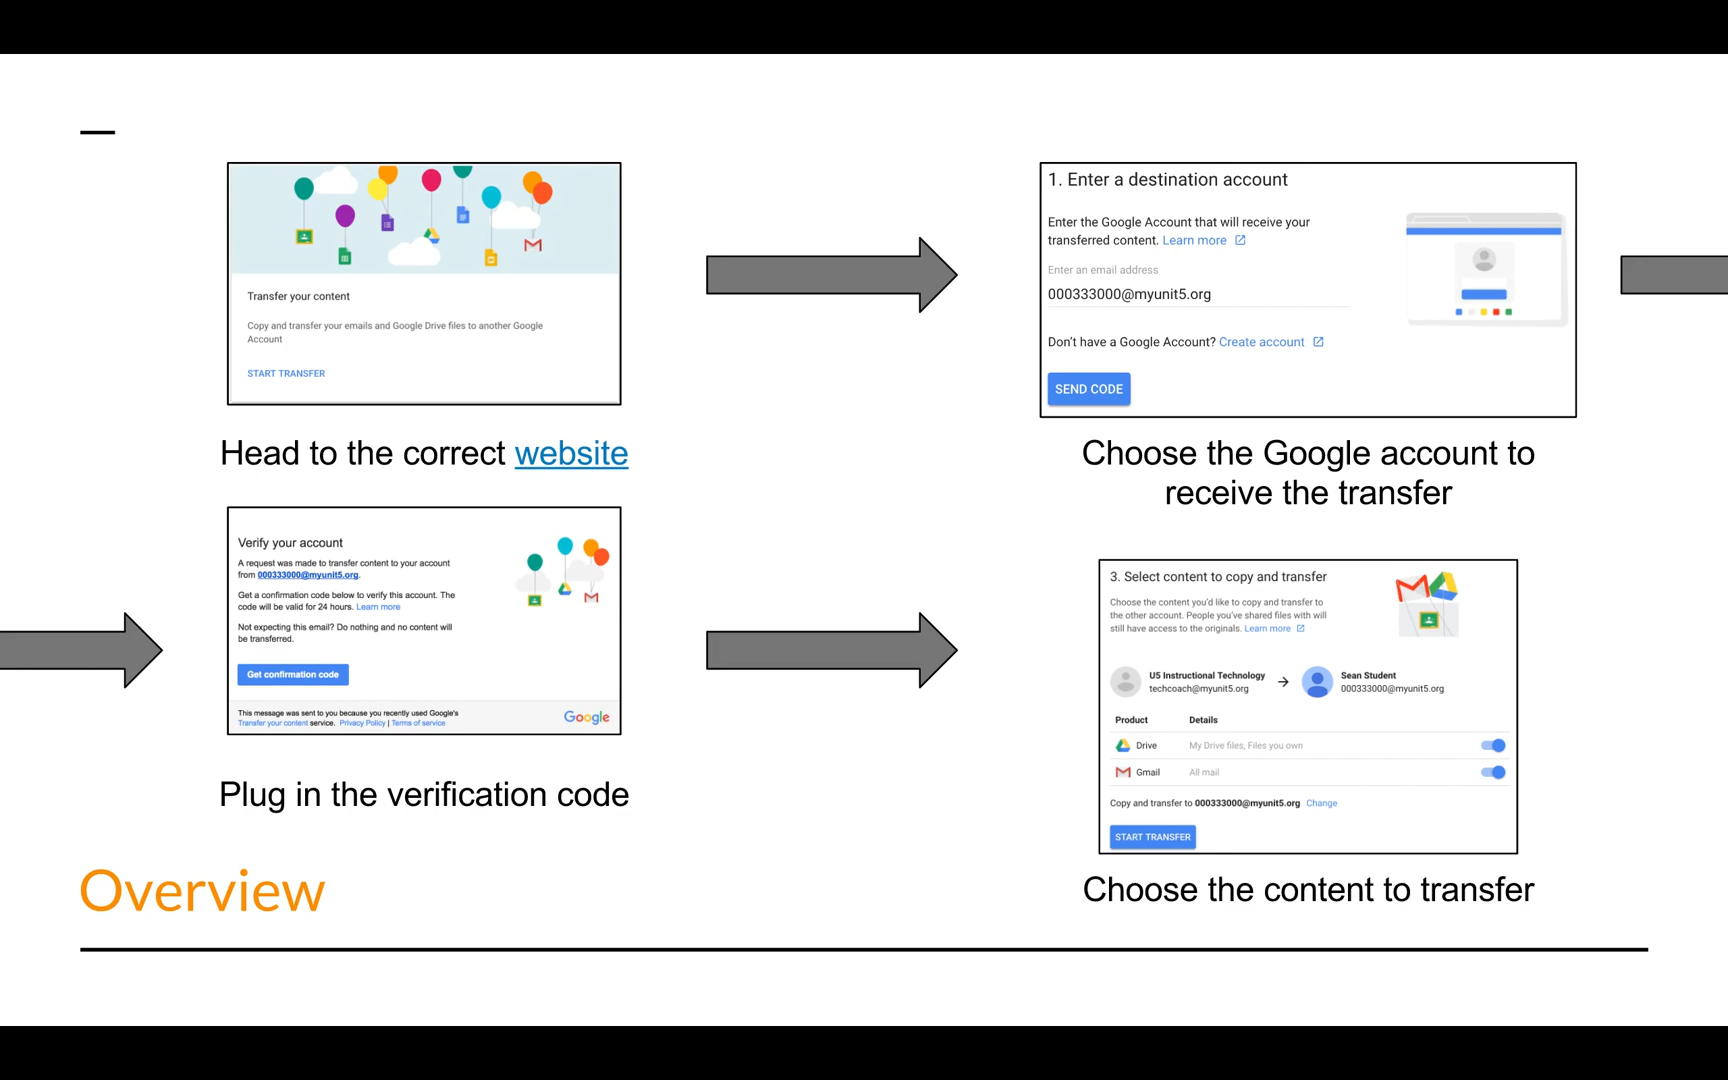 Transfer your content
Copy and transfer your emails and Google Drive files to another Google
Account
START TRANSFER
Head to the correct website
1. Enter a destination account
Enter the Google Account that will receive your
transferred content. Learn more
Enter an email address
000333000@myunit5.org
Don't have a Google Account? Create account
SEND CODE
Choose the Google account to
receive the transfer
Verify your account
A request was made to transfer content to your account
from 000333000@myunit5.org.
Get a confirmation code below to verify this account. The
code will be valid for 24 hours. Learn more
Not expecting this email? Do nothing and no content will
be transferred.
Get confirmation code
This message was sent to you because you recently used Google's
Transfer your content service. Privacy Policy | Terms of service
Google
Plug in the verification code
3. Select content to copy and transfer
Choose the content you'd like to copy and transfer to
the other account. People you've shared files with will
still have access to the originals. Learn more
U5 Instructional Technology
techcoach@myunit5.org
Sean Student
000333000@myunit5.org
Product Details
Drive My Drive files, Files you own
Gmail All mail
Copy and transfer to 000333000@myunit5.org Change
START TRANSFER
Choose the content to transfer
Overview